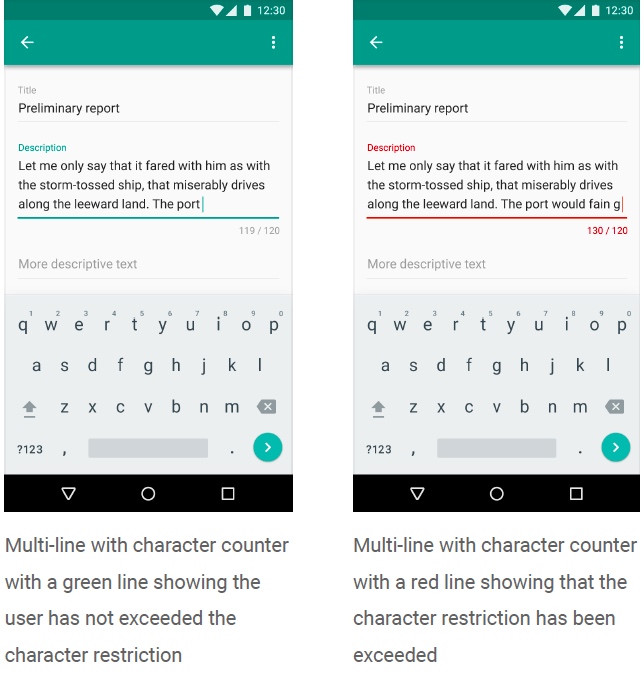 12:30
Title
Preliminary report
Description
Let me only say that it fared with him as with
the storm-tossed ship, that miserably drives
along the leeward land. The port
119 / 120
More descriptive text
1 2 3 4 5 6 7 8 9 0
q w e r t y u i o p
a s d f g h j k l
z x c v b n m
?123 , .
Multi-line with character counter
with a green line showing the
user has not exceeded the
character restriction
12:30
Title
Preliminary report
Description
Let me only say that it fared with him as with
the storm-tossed ship, that miserably drives
along the leeward land. The port would fain g
130 / 120
More descriptive text
1 2 3 4 5 6 7 8 9 0
q w e r t y u i o p
a s d f g h j k l
z x c v b n m
?123 , .
Multi-line with character counter
with a red line showing that the
character restriction has been
exceeded